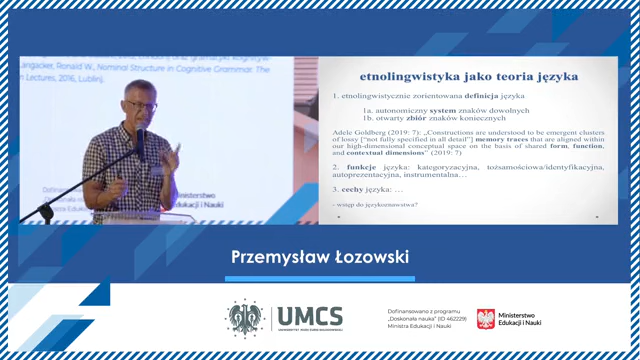 angacker, Ronald W., Nominal Structure in Cognitive Grammar. The
n Lectures, 2016, Lublin.
Ministerstwo
Edukacji i Nauki
etnolingwistyka jako teoria języka
1. etnolingwistycznie zorientowana definicja języka
1a. autonomiczny system znaków dowolnych
1b. otwarty zbiór znaków koniecznych
Adele Goldberg (2019: 7): „Constructions are understood to be emergent clusters
of lossy ["not fully specified in all detail"] memory traces that are aligned within
our high-dimensional conceptual space on the basis of shared form, function,
and contextual dimensions" (2019: 7)
2. funkcje języka: kategoryzacyjna, tożsamościowa/identyfikacyjna,
autoprezentacyjna, instrumentalna…
3. cechy języka: …
– wstęp do językoznawstwa?
Przemysław Łozowski
UMCS
UNIWERSYTET MARII CURIE-SKŁODOWSKIEJ
Dofinansowano z programu
„Doskonała nauka" (ID 462229)
Ministra Edukacji i Nauki
Ministerstwo
Edukacji i Nauki